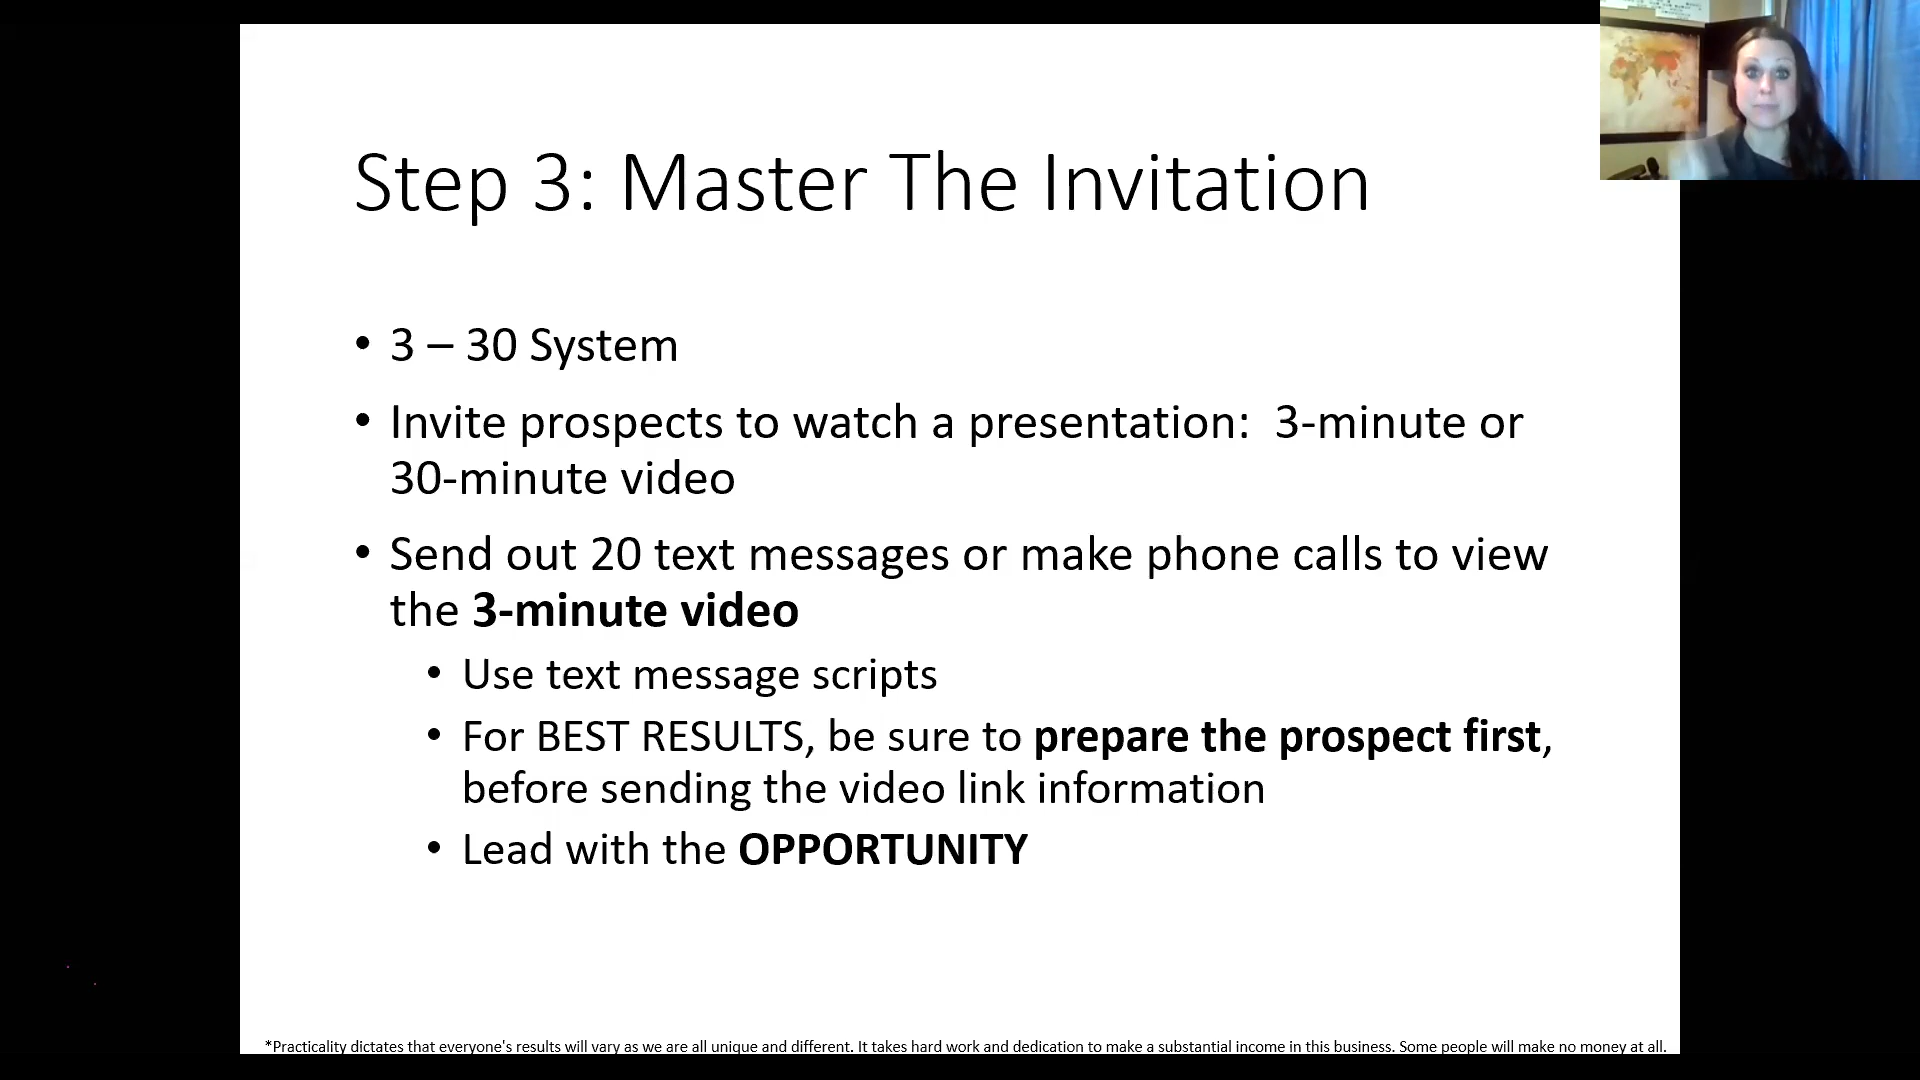 Step 3: Master The Invitation
• 3 – 30 System
• Invite prospects to watch a presentation:  3-minute or
30-minute video
• Send out 20 text messages or make phone calls to view
the 3-minute video
• Use text message scripts
• For BEST RESULTS, be sure to prepare the prospect first,
before sending the video link information
• Lead with the OPPORTUNITY
*Practicality dictates that everyone's results will vary as we are all unique and different. It takes hard work and dedication to make a substantial income in this business. Some people will make no money at all.